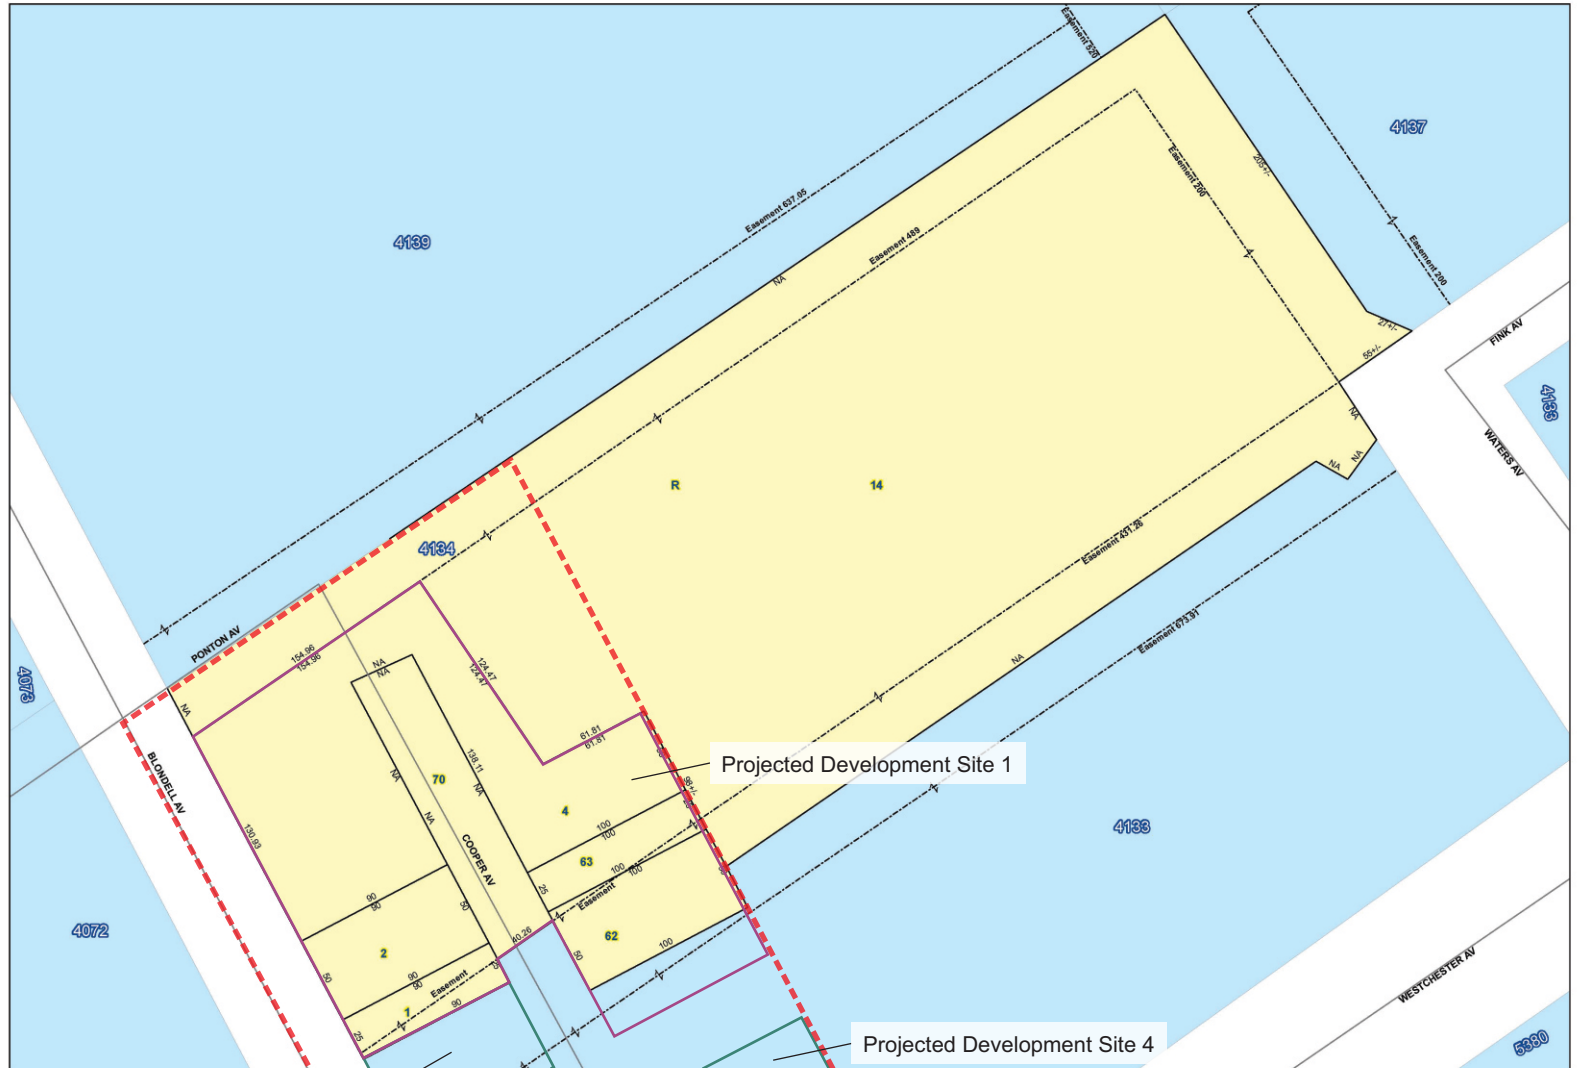 Easement 520
4137
205+/-
Easement 200
Easement 637.05
4139
Easement 489
NA
Easement 200
27+/-
55+/-
FINK AV
4133
NA
WATERS AV
NA
NA
R
14
4134
Easement 431.28
Easement 673.91
PONTON AV
154.96
154.96
NA
NA
NA
124.47
124.47
NA
4073
61.81
61.81
BLONDELL AV
Projected Development Site 1
70
138.11
NA
NA
98+/-
4
NA
COOPER AV
100
100
130.93
63
4133
100
100
25
Easement
90
90
50
4072
62
40.26
2
100
50
50
90
90
Easement
90
1
25
WESTCHESTER AV
Projected Development Site 4
5380